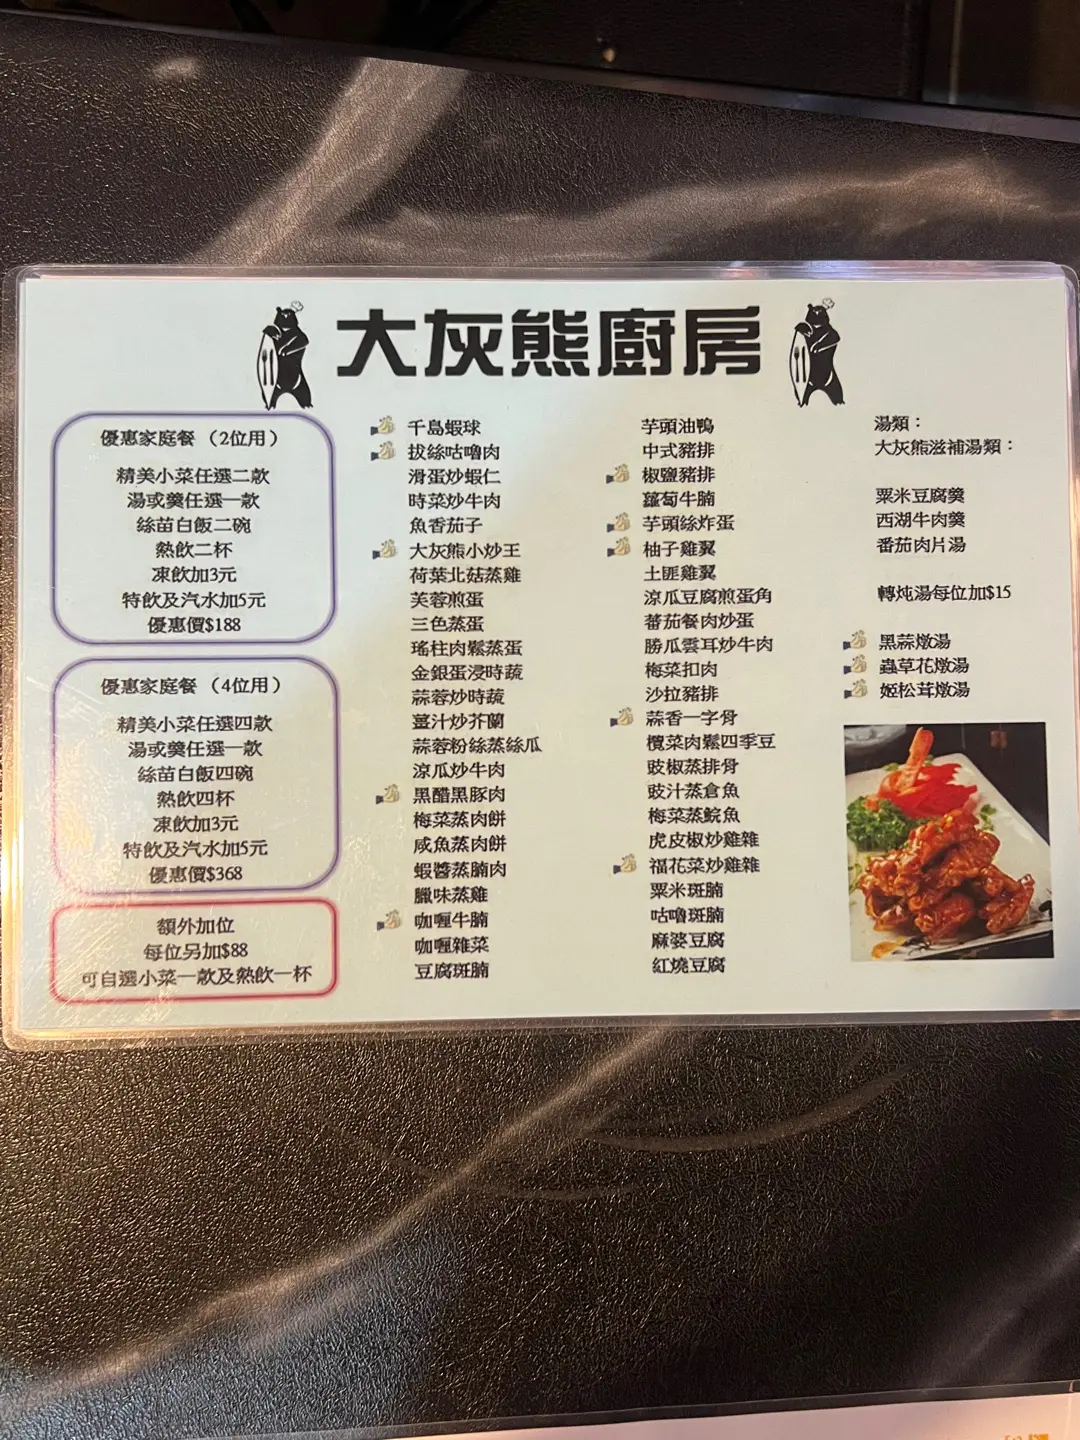 大灰熊廚房
優惠家庭餐（2位用）
精美小菜任選二款
湯或羹任選一款
絲苗白飯二碗
熱飲二杯
凍飲加3元
特飲及汽水加5元
優惠價$188
優惠家庭餐（4位用）
精美小菜任選四款
湯或羹任選一款
絲苗白飯四碗
熱飲四杯
凍飲加3元
特飲及汽水加5元
優惠價$368
額外加位
每位另加$88
可自選小菜一款及熱飲一杯
千島蝦球
拔絲咕嚕肉
滑蛋炒蝦仁
時菜炒牛肉
魚香茄子
大灰熊小炒王
荷葉北菇蒸雞
芙蓉煎蛋
三色蒸蛋
瑤柱肉鬆蒸蛋
金銀蛋浸時蔬
蒜蓉炒時蔬
薑汁炒芥蘭
蒜蓉粉絲蒸絲瓜
涼瓜炒牛肉
黑醋黑豚肉
梅菜蒸肉餅
咸魚蒸肉餅
蝦醬蒸腩肉
臘味蒸雞
咖喱牛腩
咖喱雜菜
豆腐斑腩
芋頭油鴨
中式豬排
椒鹽豬排
蘿蔔牛腩
芋頭絲炸蛋
柚子雞翼
土匪雞翼
涼瓜豆腐煎蛋角
蕃茄餐肉炒蛋
勝瓜雲耳炒牛肉
梅菜扣肉
沙拉豬排
蒜香一字骨
欖菜肉鬆四季豆
豉椒蒸排骨
豉汁蒸倉魚
梅菜蒸鯇魚
虎皮椒炒雞雜
福花菜炒雞雜
粟米斑腩
咕嚕斑腩
麻婆豆腐
紅燒豆腐
湯類：
大灰熊滋補湯類：
粟米豆腐羹
西湖牛肉羹
番茄肉片湯
轉炖湯每位加$15
黑蒜燉湯
蟲草花燉湯
姬松茸燉湯